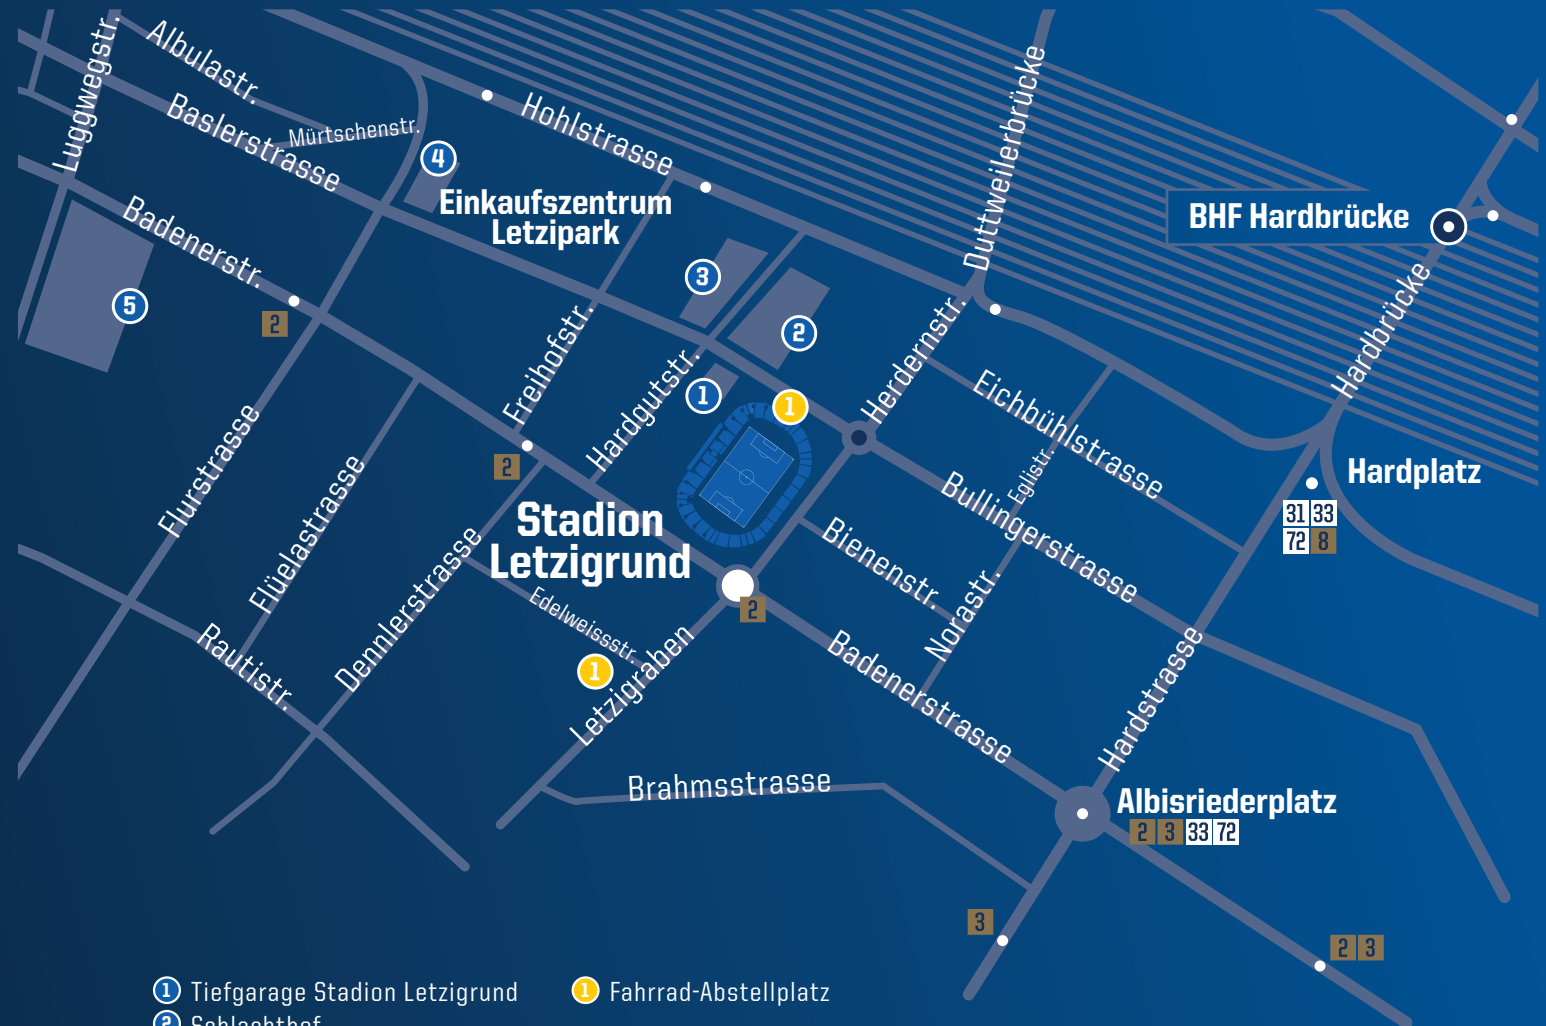 Luggwegstr.
Albulastr.
Baslerstrasse
Mürtschenstr.
Hohlstrasse
Duttweilerbrücke
4
Einkaufszentrum
Letzipark
BHF Hardbrücke
Badenerstr.
5
2
3
2
Hardbrücke
Freihofstr.
Hardgutstr.
1
1
Herdernstr.
Eichbühlstrasse
Eglistr.
Bullingerstrasse
Hardplatz
31 33
72 8
Flurstrasse
Flüelastrasse
2
Stadion
Letzigrund
Dennlerstrasse
Edelweissstr.
2
Bienenstr.
Norastr.
Rautistr.
1
Letzigraben
Badenerstrasse
Hardstrasse
Brahmsstrasse
Albisriederplatz
2 3 33 72
3
2 3
1 Tiefgarage Stadion Letzigrund
1 Fahrrad-Abstellplatz
2 Schlachthof